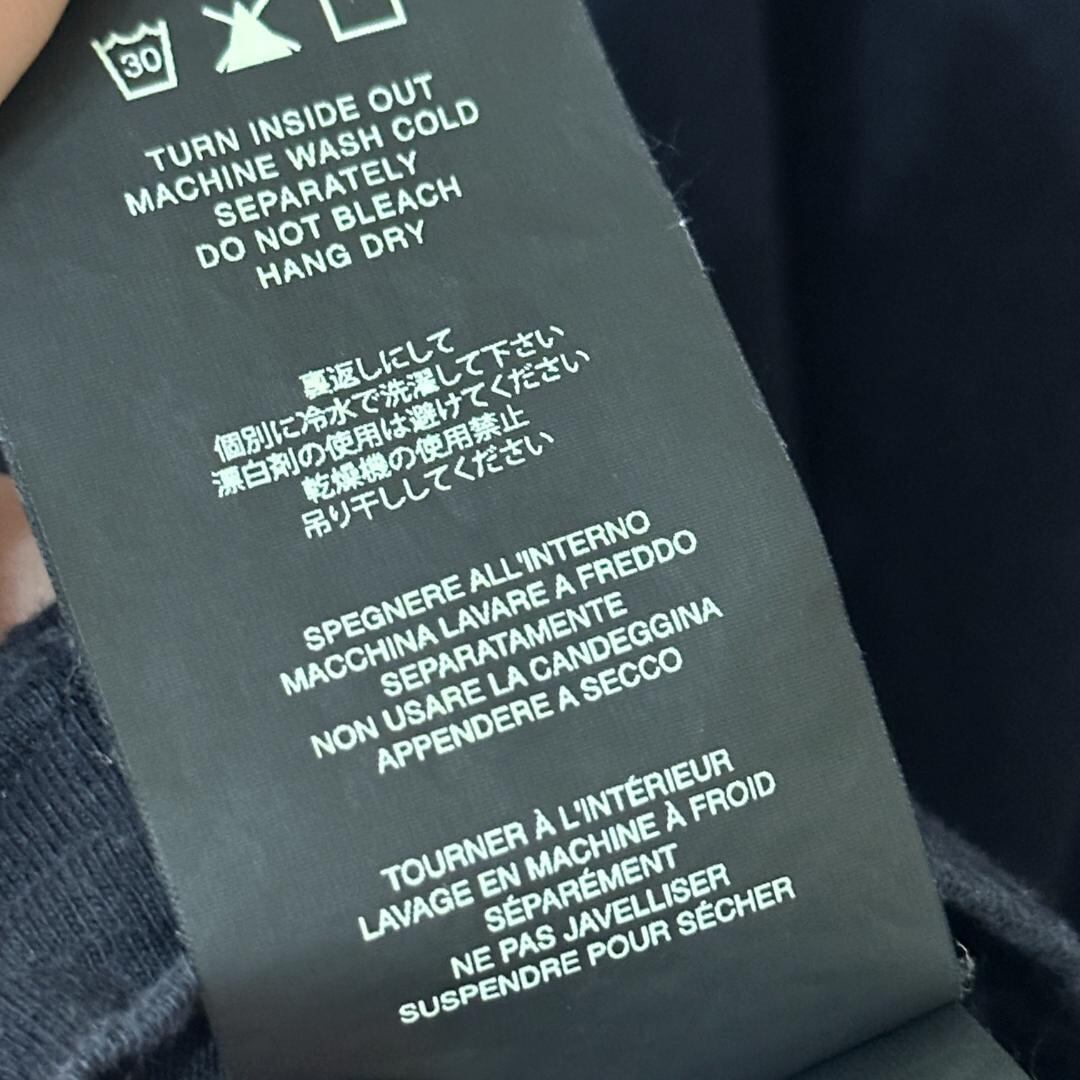 30
TURN INSIDE OUT
MACHINE WASH COLD
SEPARATELY
DO NOT BLEACH
HANG DRY
裏返しにして
個別に冷水で洗濯して下さい
漂白剤の使用は避けてください
乾燥機の使用禁止
吊り干ししてください
SPEGNERE ALL'INTERNO
MACCHINA LAVARE A FREDDO
SEPARATAMENTE
NON USARE LA CANDEGGINA
APPENDERE A SECCO
TOURNER À L'INTÉRIEUR
LAVAGE EN MACHINE À FROID
SÉPARÉMENT
NE PAS JAVELLISER
SUSPENDRE POUR SÉCHER